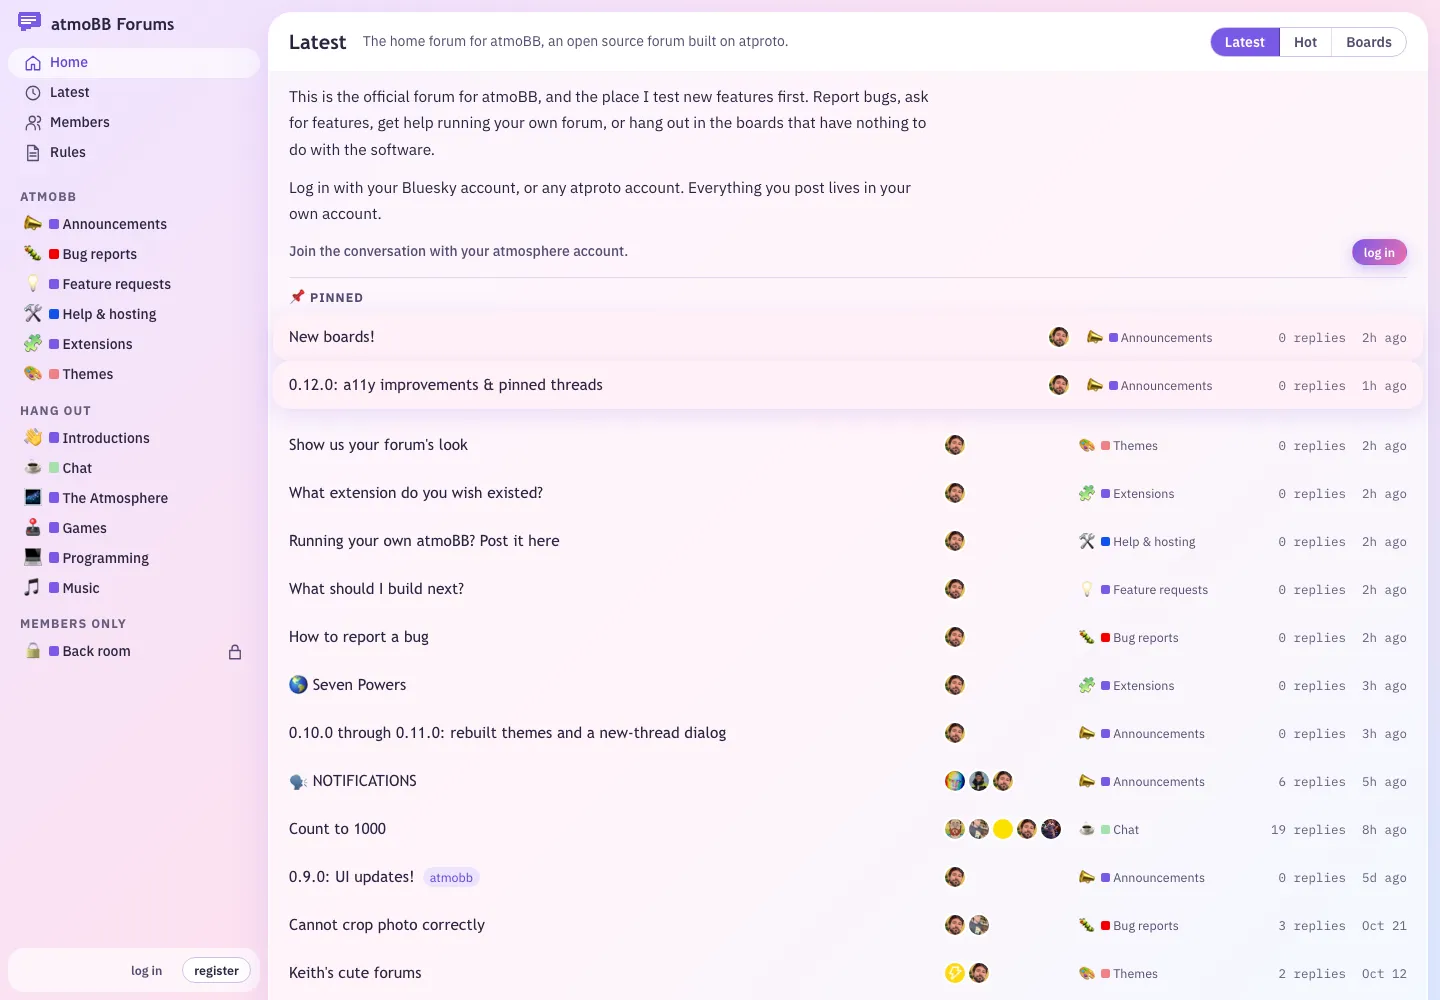 atmoBB Forums
Home
Latest
Members
Rules
ATMOBB
Announcements
Bug reports
Feature requests
Help & hosting
Extensions
Themes
HANG OUT
Introductions
Chat
The Atmosphere
Games
Programming
Music
MEMBERS ONLY
Back room
log in register
Latest The home forum for atmoBB, an open source forum built on atproto. Latest Hot Boards
This is the official forum for atmoBB, and the place I test new features first. Report bugs, ask
for features, get help running your own forum, or hang out in the boards that have nothing to
do with the software.
Log in with your Bluesky account, or any atproto account. Everything you post lives in your
own account.
Join the conversation with your atmosphere account. log in
PINNED
New boards! Announcements 0 replies 2h ago
0.12.0: a11y improvements & pinned threads Announcements 0 replies 1h ago
Show us your forum's look Themes 0 replies 2h ago
What extension do you wish existed? Extensions 0 replies 2h ago
Running your own atmoBB? Post it here Help & hosting 0 replies 2h ago
What should I build next? Feature requests 0 replies 2h ago
How to report a bug Bug reports 0 replies 2h ago
Seven Powers Extensions 0 replies 3h ago
0.10.0 through 0.11.0: rebuilt themes and a new-thread dialog Announcements 0 replies 3h ago
NOTIFICATIONS Announcements 6 replies 5h ago
Count to 1000 Chat 19 replies 8h ago
0.9.0: UI updates! atmobb Announcements 0 replies 5d ago
Cannot crop photo correctly Bug reports 3 replies Oct 21
Keith's cute forums Themes 2 replies Oct 12